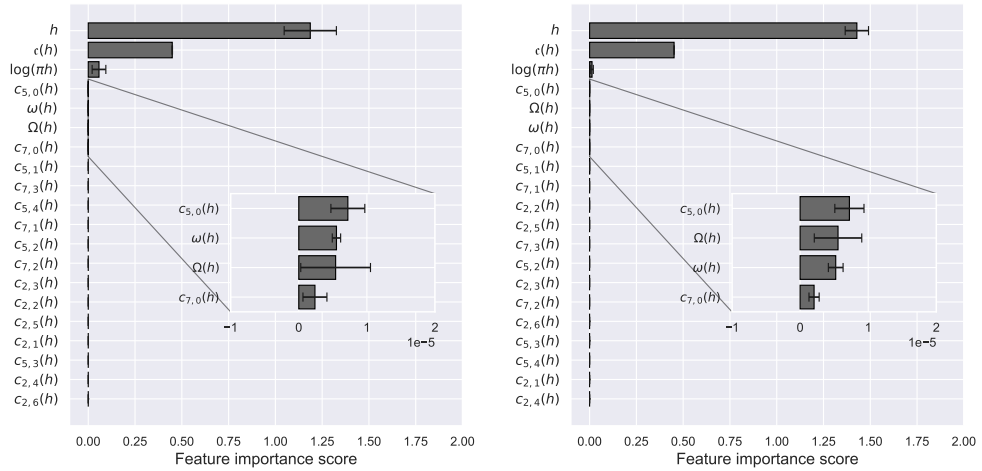 h
𝔠(h)
log(πh)
c5,0(h)
ω(h)
Ω(h)
c7,0(h)
c5,1(h)
c7,3(h)
c5,4(h)
c7,1(h)
c5,2(h)
c7,2(h)
c2,3(h)
c2,2(h)
c2,5(h)
c2,1(h)
c5,3(h)
c2,4(h)
c2,6(h)
c5,0(h)
ω(h)
Ω(h)
c7,0(h)
−1 0 1 2
1e−5
0.00 0.25 0.50 0.75 1.00 1.25 1.50 1.75 2.00
Feature importance score
h
𝔠(h)
log(πh)
c5,0(h)
Ω(h)
ω(h)
c7,0(h)
c5,1(h)
c7,1(h)
c2,2(h)
c2,5(h)
c7,3(h)
c5,2(h)
c2,3(h)
c7,2(h)
c2,6(h)
c5,3(h)
c5,4(h)
c2,1(h)
c2,4(h)
c5,0(h)
Ω(h)
ω(h)
c7,0(h)
−1 0 1 2
1e−5
0.00 0.25 0.50 0.75 1.00 1.25 1.50 1.75 2.00
Feature importance score